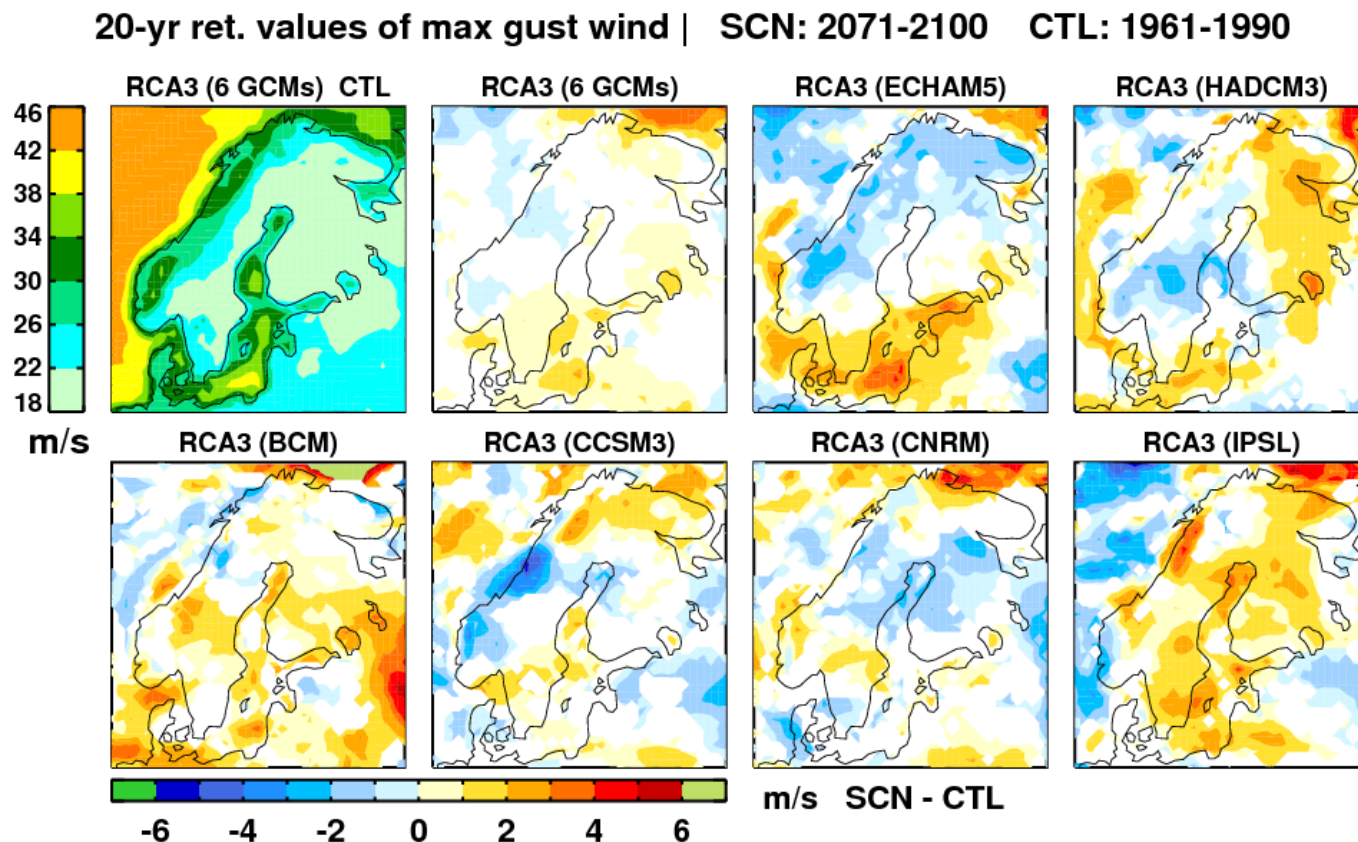 20-yr ret. values of max gust wind | SCN: 2071-2100 CTL: 1961-1990
RCA3 (6 GCMs) CTL
RCA3 (6 GCMs)
RCA3 (ECHAM5)
RCA3 (HADCM3)
46
42
38
34
30
26
22
18
m/s
RCA3 (BCM)
RCA3 (CCSM3)
RCA3 (CNRM)
RCA3 (IPSL)
-6 -4 -2 0 2 4 6
m/s SCN - CTL